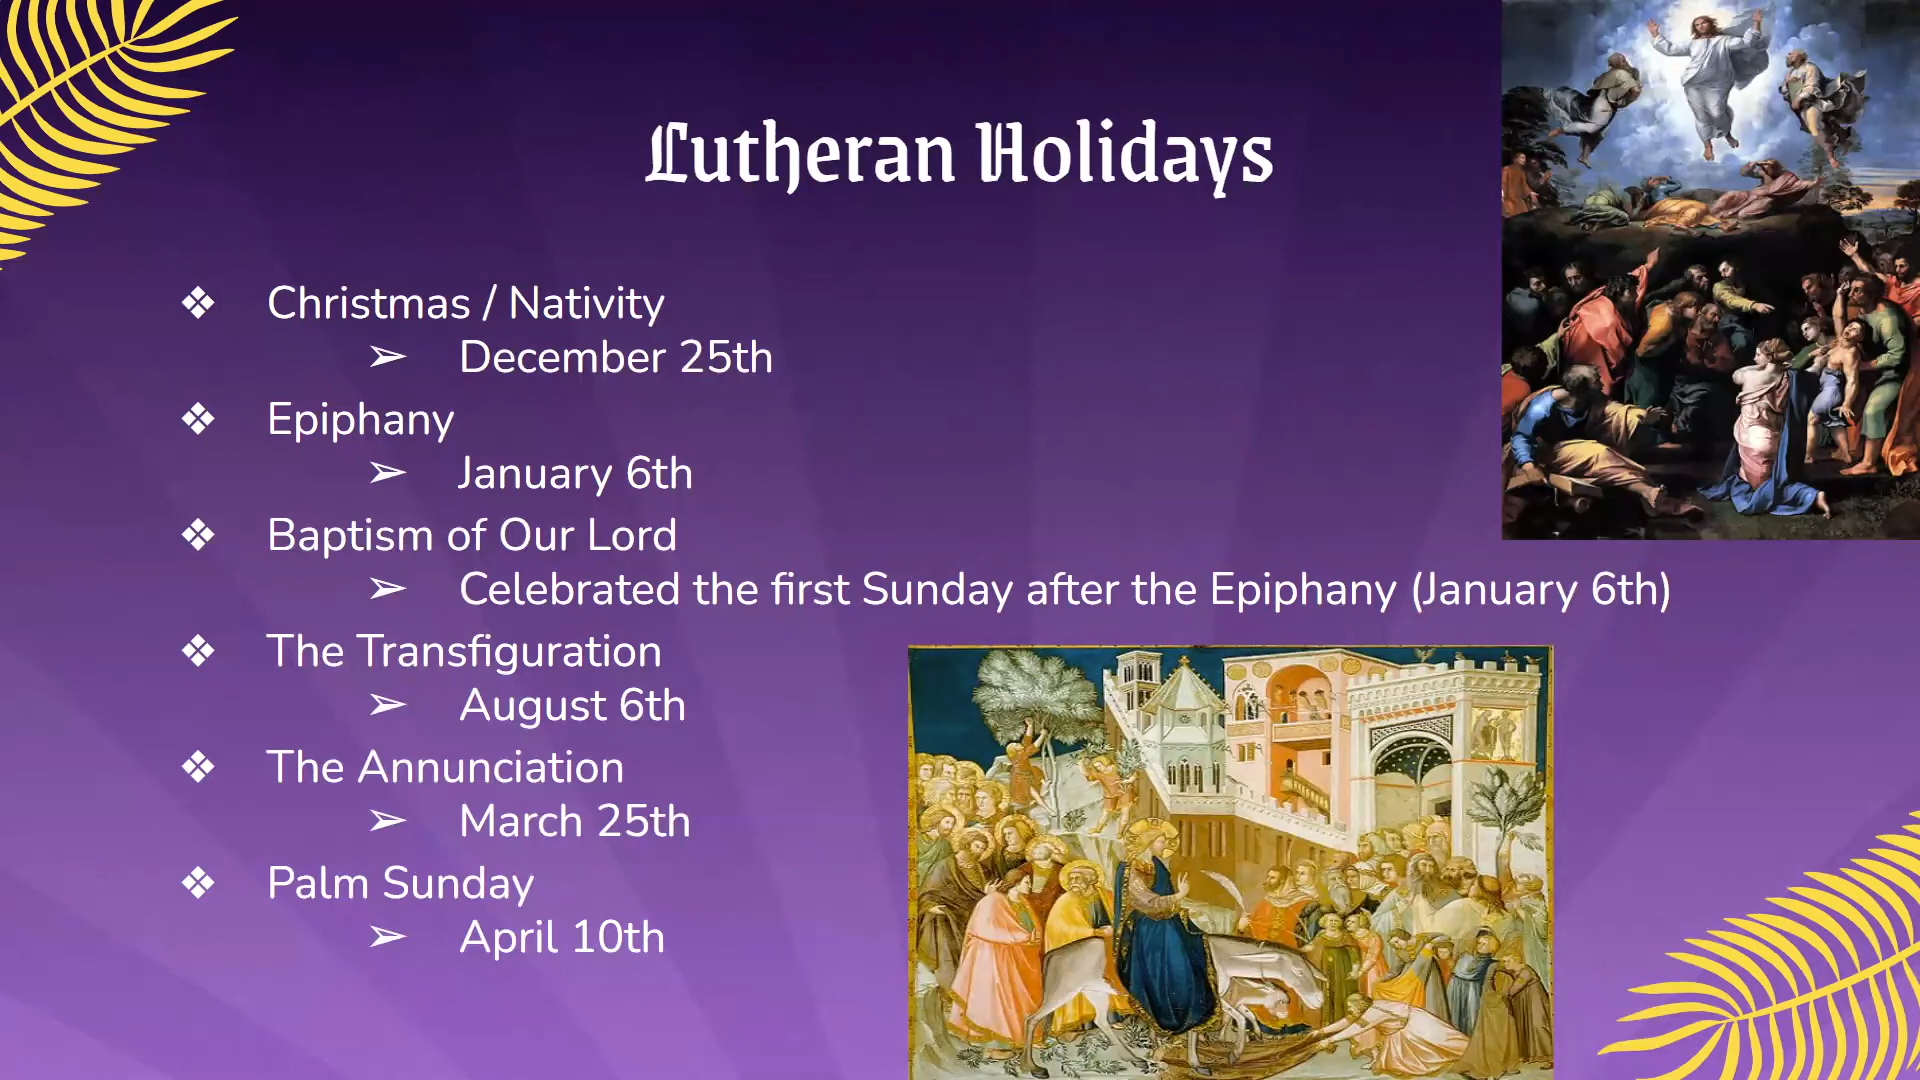 Lutheran Holidays
❖ Christmas / Nativity
➢ December 25th
❖ Epiphany
➢ January 6th
❖ Baptism of Our Lord
➢ Celebrated the first Sunday after the Epiphany (January 6th)
❖ The Transfiguration
➢ August 6th
❖ The Annunciation
➢ March 25th
❖ Palm Sunday
➢ April 10th